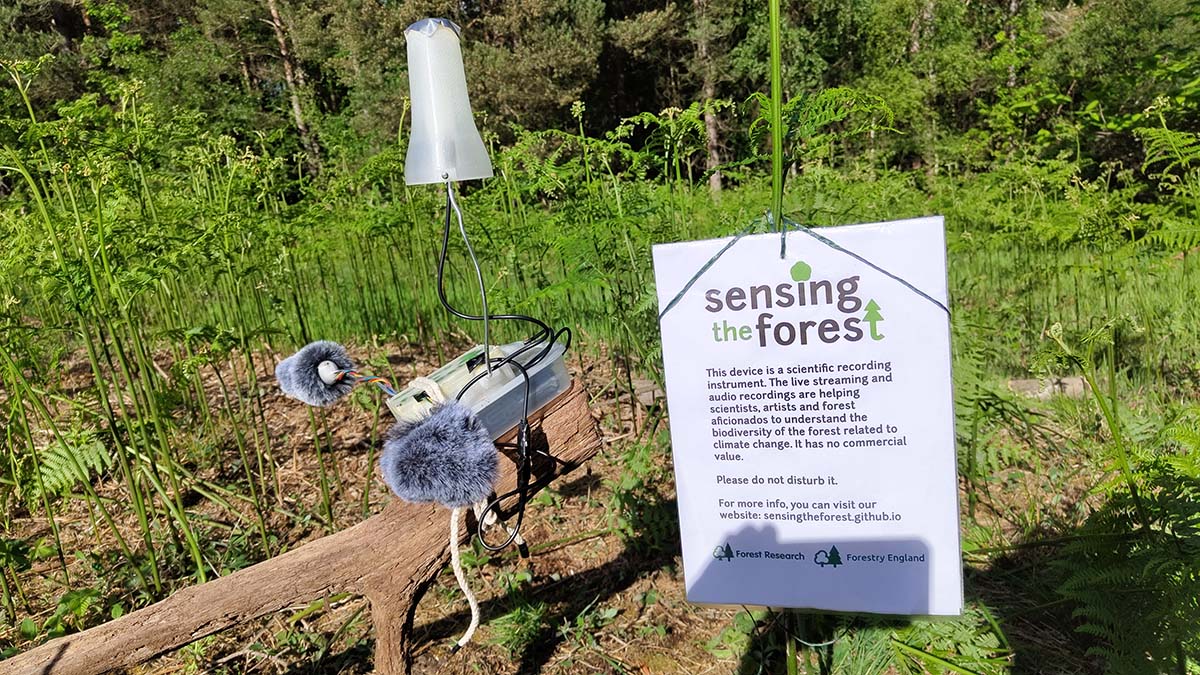 sensing
the forest
This device is a scientific recording
instrument. The live streaming and
audio recordings are helping
scientists, artists and forest
aficionados to understand the
biodiversity of the forest related to
climate change. It has no commercial
value.
Please do not disturb it.
For more info, you can visit our
website: sensingtheforest.github.io
Forest Research Forestry England